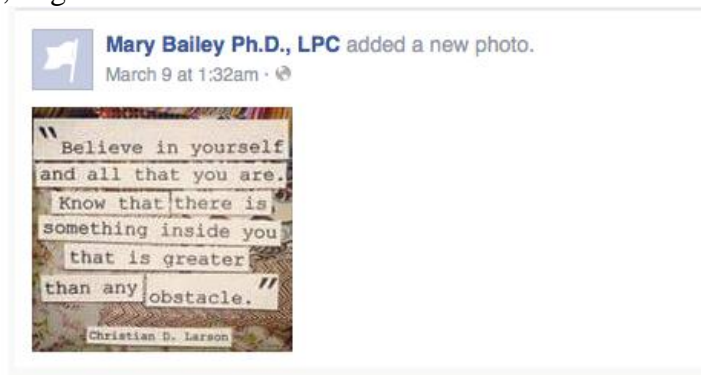 Mary Bailey Ph.D., LPC added a new photo.
March 9 at 1:32am ·
"Believe in yourself
and all that you are.
Know that there is
something inside you
that is greater
than any obstacle."
Christian D. Larson